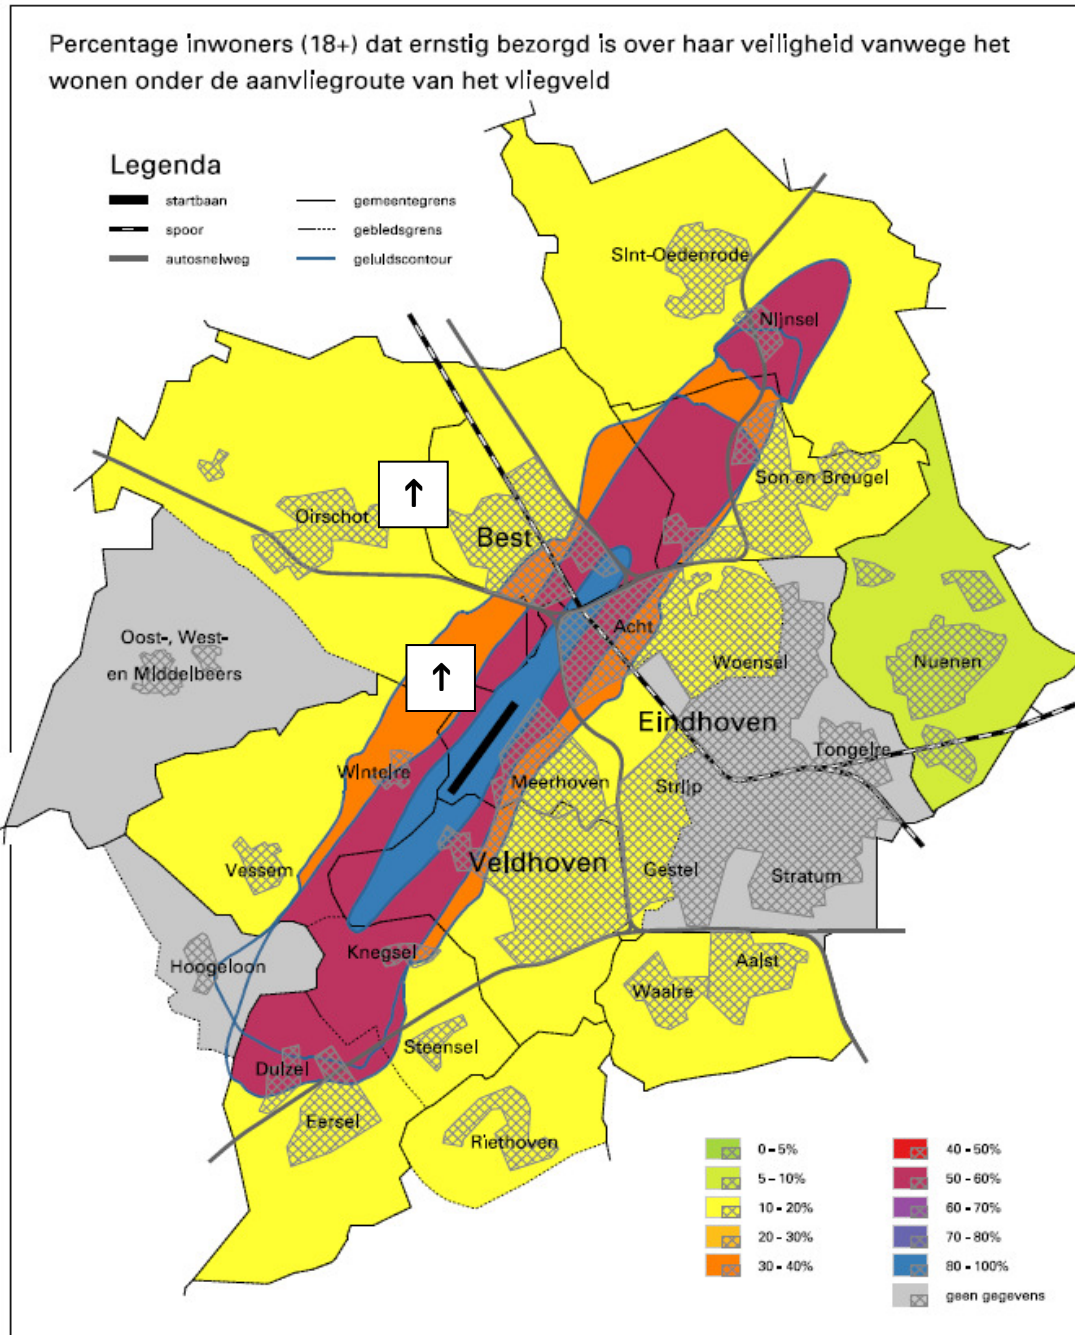 Percentage inwoners (18+) dat ernstig bezorgd is over haar veiligheid vanwege het
wonen onder de aanvliegroute van het vliegveld
Legenda
startbaan
spoor
autosnelweg
gemeentegrens
gebiedsgrens
geluidscontour
Sint-Oedenrode
Nijnsel
Son en Breugel
Oirschot
↑
Best
Acht
Oost-, West-
en Middelbeers
↑
Woensel
Nuenen
Eindhoven
Tongelre
Wintelre
Meerhoven
Strijp
Veldhoven
Vessem
Gestel
Stratum
Knegsel
Hoogeloon
Aalst
Waalre
Steensel
Duizel
Eersel
Riethoven
0 - 5%
5 - 10%
10 - 20%
20 - 30%
30 - 40%
40 - 50%
50 - 60%
60 - 70%
70 - 80%
80 - 100%
geen gegevens